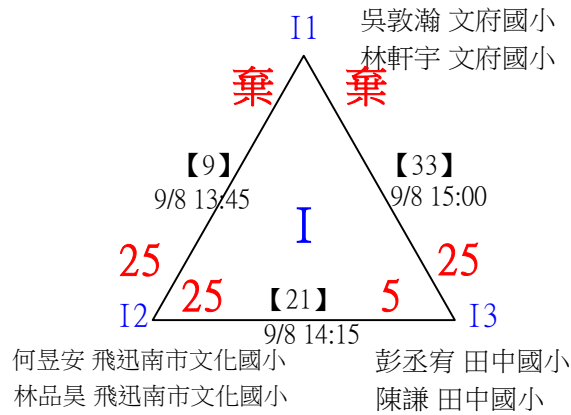 I1
吳敦瀚 文府國小
林軒宇 文府國小
棄 棄
【9】
9/8 13:45
【33】
9/8 15:00
I
25 25
25 【21】 5
9/8 14:15
I2 I3
何昱安 飛迅南市文化國小
林品昊 飛迅南市文化國小
彭丞宥 田中國小
陳謙 田中國小